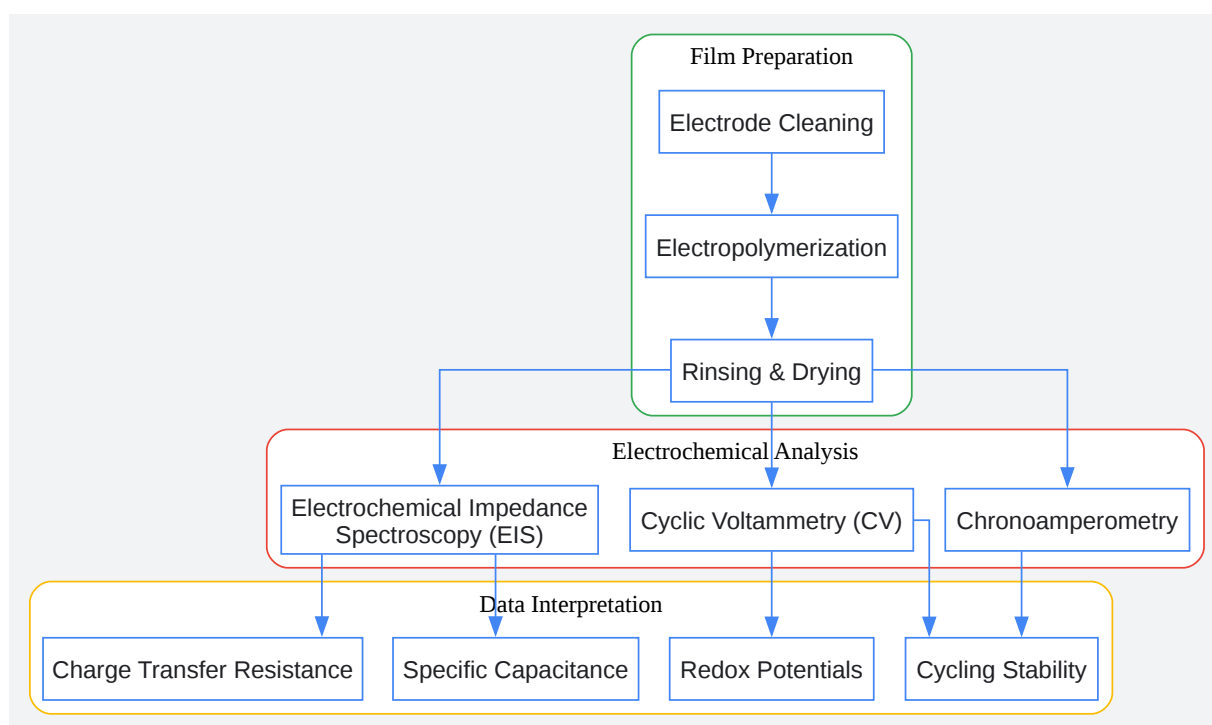 Film Preparation
Electrode Cleaning
Electropolymerization
Rinsing & Drying
Electrochemical Analysis
Electrochemical Impedance
Spectroscopy (EIS)
Cyclic Voltammetry (CV)
Chronoamperometry
Data Interpretation
Charge Transfer Resistance
Specific Capacitance
Redox Potentials
Cycling Stability